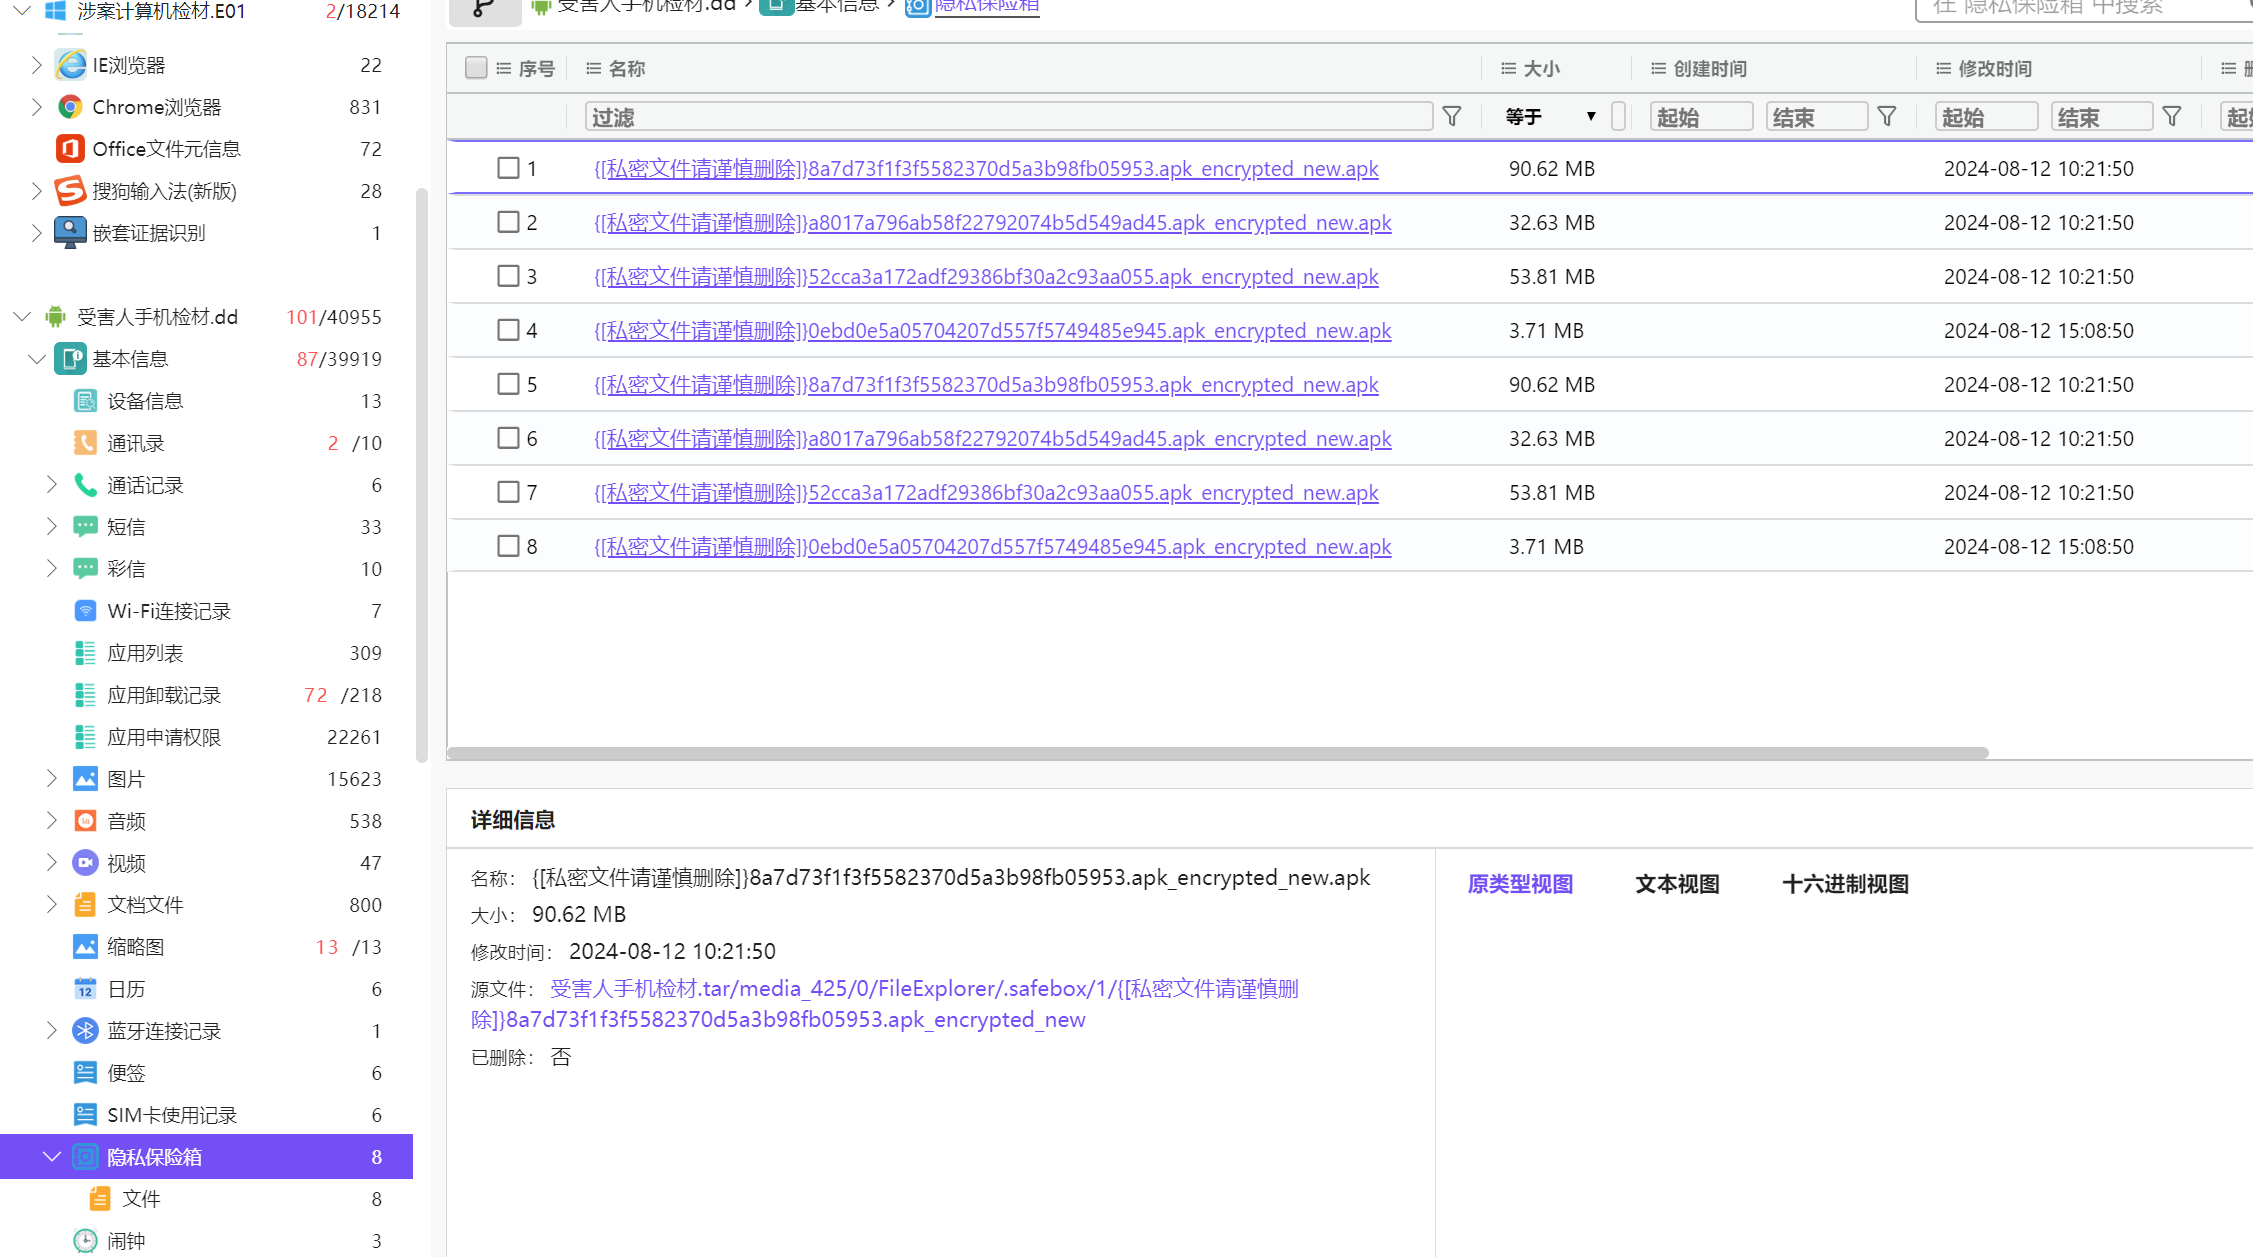 涉案计算机检材.E01 2/18214
IE浏览器 22
Chrome浏览器 831
Office文件元信息 72
搜狗输入法(新版) 28
嵌套证据识别 1
受害人手机检材.dd 101/40955
基本信息 87/39919
设备信息 13
通讯录 2 /10
通话记录 6
短信 33
彩信 10
Wi-Fi连接记录 7
应用列表 309
应用卸载记录 72 /218
应用申请权限 22261
图片 15623
音频 538
视频 47
文档文件 800
缩略图 13 /13
日历 6
蓝牙连接记录 1
便签 6
SIM卡使用记录 6
隐私保险箱 8
文件 8
闹钟 3
受害人手机检材.dd › 基本信息 › 隐私保险箱
在 隐私保险箱 中搜索
序号 名称 大小 创建时间 修改时间
过滤 等于 ▼ 起始 结束 起始 结束
1 {[私密文件请谨慎删除]}8a7d73f1f3f5582370d5a3b98fb05953.apk_encrypted_new.apk 90.62 MB 2024-08-12 10:21:50
2 {[私密文件请谨慎删除]}a8017a796ab58f22792074b5d549ad45.apk_encrypted_new.apk 32.63 MB 2024-08-12 10:21:50
3 {[私密文件请谨慎删除]}52cca3a172adf29386bf30a2c93aa055.apk_encrypted_new.apk 53.81 MB 2024-08-12 10:21:50
4 {[私密文件请谨慎删除]}0ebd0e5a05704207d557f5749485e945.apk_encrypted_new.apk 3.71 MB 2024-08-12 15:08:50
5 {[私密文件请谨慎删除]}8a7d73f1f3f5582370d5a3b98fb05953.apk_encrypted_new.apk 90.62 MB 2024-08-12 10:21:50
6 {[私密文件请谨慎删除]}a8017a796ab58f22792074b5d549ad45.apk_encrypted_new.apk 32.63 MB 2024-08-12 10:21:50
7 {[私密文件请谨慎删除]}52cca3a172adf29386bf30a2c93aa055.apk_encrypted_new.apk 53.81 MB 2024-08-12 10:21:50
8 {[私密文件请谨慎删除]}0ebd0e5a05704207d557f5749485e945.apk_encrypted_new.apk 3.71 MB 2024-08-12 15:08:50
详细信息
名称： {[私密文件请谨慎删除]}8a7d73f1f3f5582370d5a3b98fb05953.apk_encrypted_new.apk
大小： 90.62 MB
修改时间： 2024-08-12 10:21:50
源文件： 受害人手机检材.tar/media_425/0/FileExplorer/.safebox/1/{[私密文件请谨慎删
除]}8a7d73f1f3f5582370d5a3b98fb05953.apk_encrypted_new
已删除： 否
原类型视图 文本视图 十六进制视图